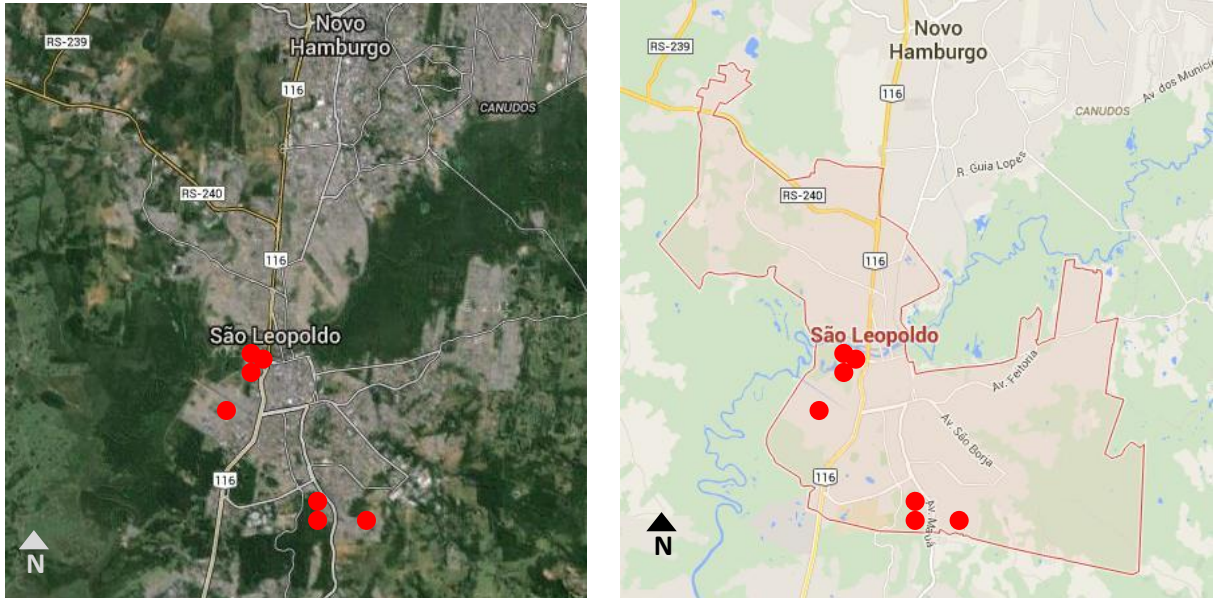 Novo
Hamburgo
RS-239
116
CANUDOS
RS-240
116
São Leopoldo
116
N
Novo
Hamburgo
RS-239
116
Av. dos Municí
CANUDOS
R. Guia Lopes
RS-240
116
São Leopoldo
Av. Feitoria
Av. São Borja
116
Av. Mauá
N